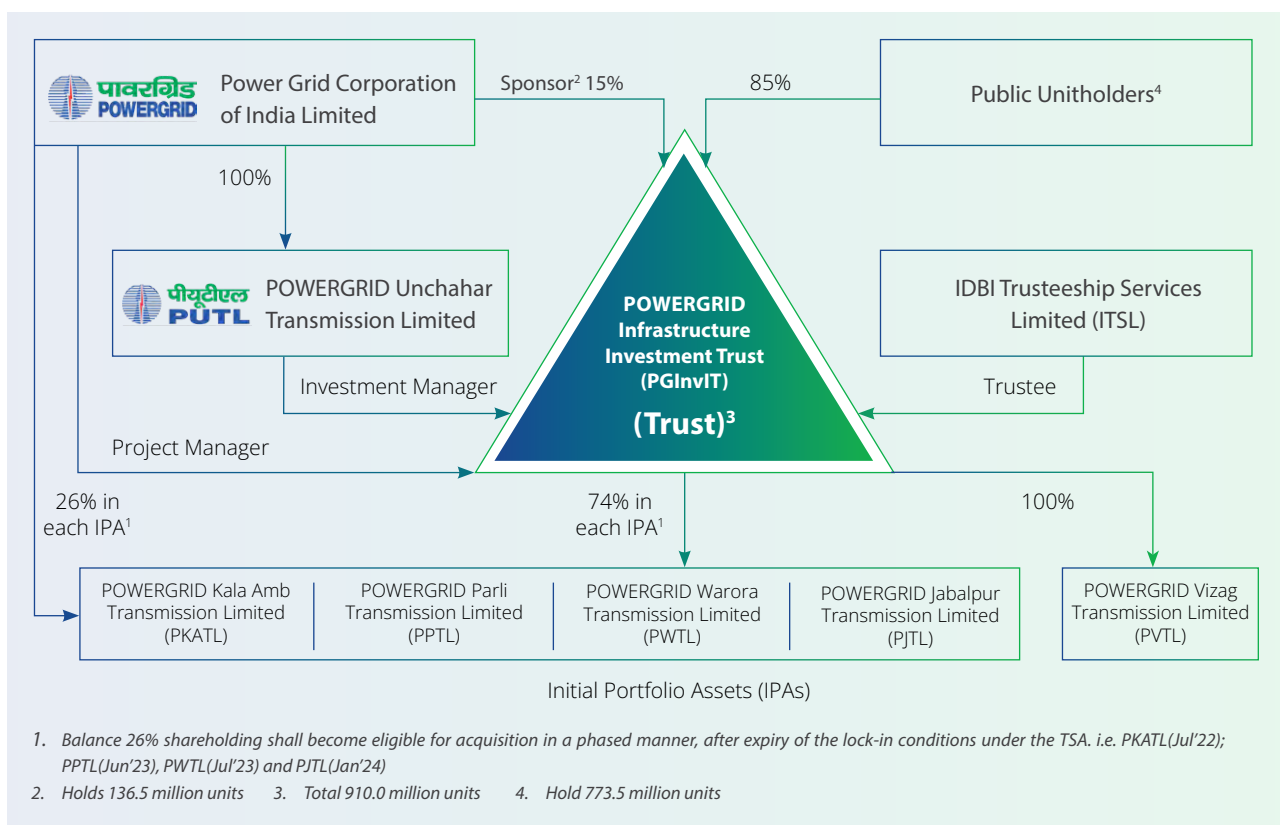 पावरग्रिड
POWERGRID
Power Grid Corporation
of India Limited
Sponsor² 15%
85%
Public Unitholders⁴
100%
पीयूटीएल
PUTL
POWERGRID Unchahar
Transmission Limited
POWERGRID
Infrastructure
Investment Trust
(PGInvIT)
(Trust)³
IDBI Trusteeship Services
Limited (ITSL)
Investment Manager
Trustee
Project Manager
26% in
each IPA¹
74% in
each IPA¹
100%
POWERGRID Kala Amb
Transmission Limited
(PKATL)
POWERGRID Parli
Transmission Limited
(PPTL)
POWERGRID Warora
Transmission Limited
(PWTL)
POWERGRID Jabalpur
Transmission Limited
(PJTL)
POWERGRID Vizag
Transmission Limited
(PVTL)
Initial Portfolio Assets (IPAs)
1. Balance 26% shareholding shall become eligible for acquisition in a phased manner, after expiry of the lock-in conditions under the TSA. i.e. PKATL(Jul'22);
PPTL(Jun'23), PWTL(Jul'23) and PJTL(Jan'24)
2. Holds 136.5 million units 3. Total 910.0 million units 4. Hold 773.5 million units